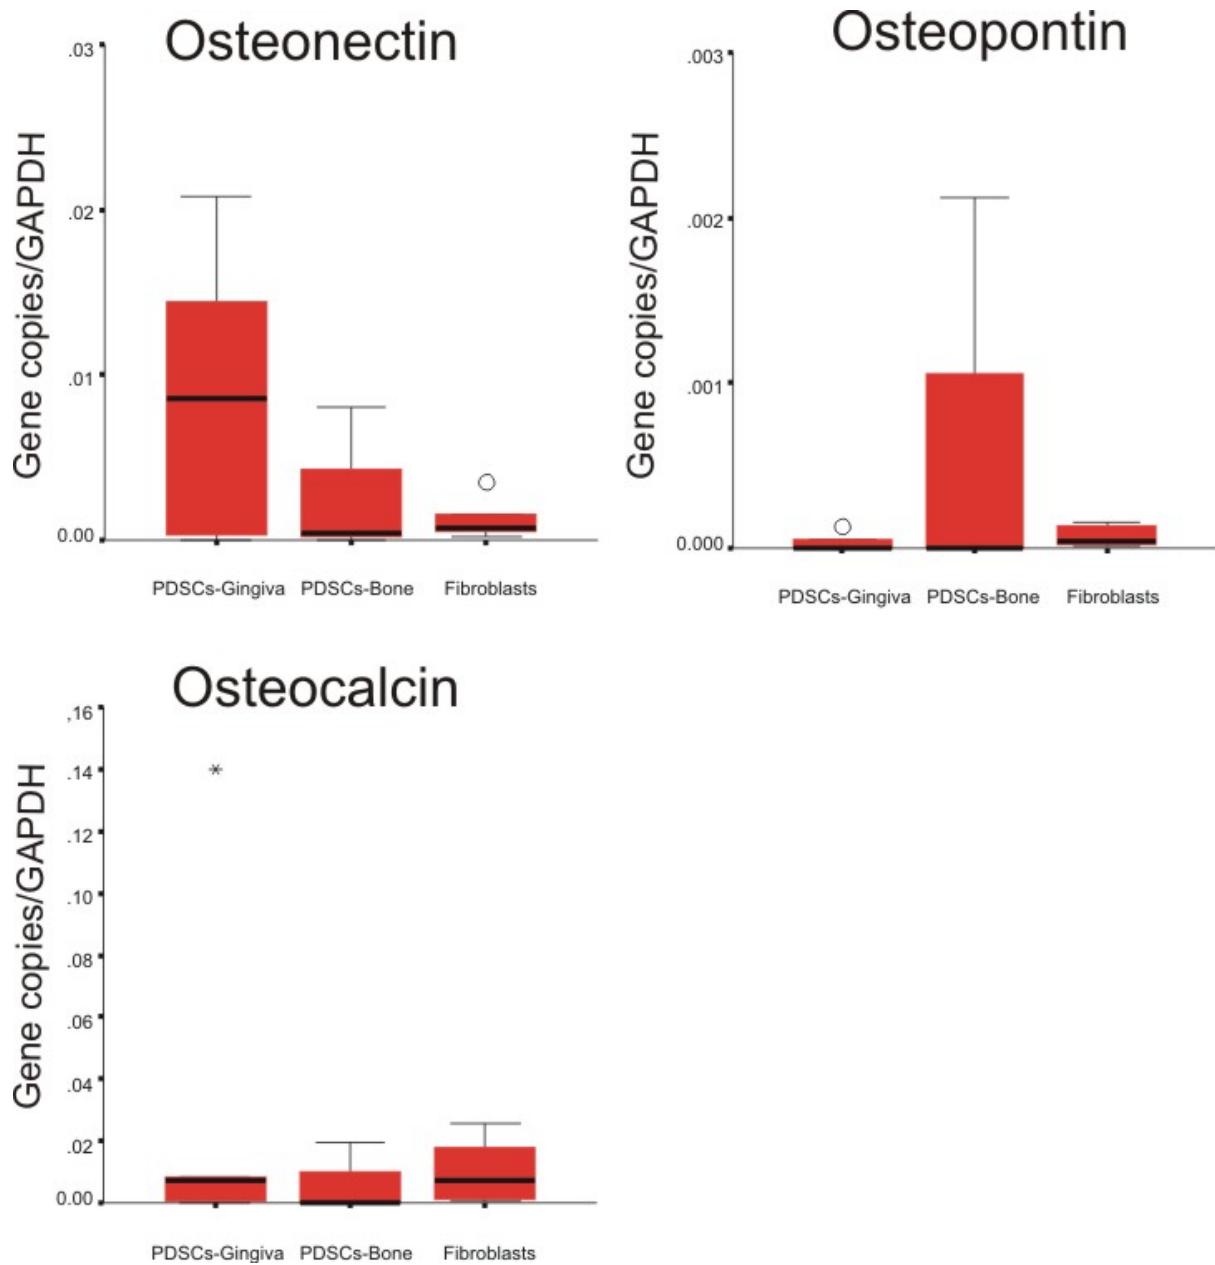 Osteonectin
Gene copies/GAPDH
.03
.02
.01
0.00
PDSCs-Gingiva PDSCs-Bone Fibroblasts
Osteopontin
Gene copies/GAPDH
.003
.002
.001
0.000
PDSCs-Gingiva PDSCs-Bone Fibroblasts
Osteocalcin
Gene copies/GAPDH
,16
.14
.12
.10
.08
.06
.04
.02
0.00
PDSCs-Gingiva PDSCs-Bone Fibroblasts